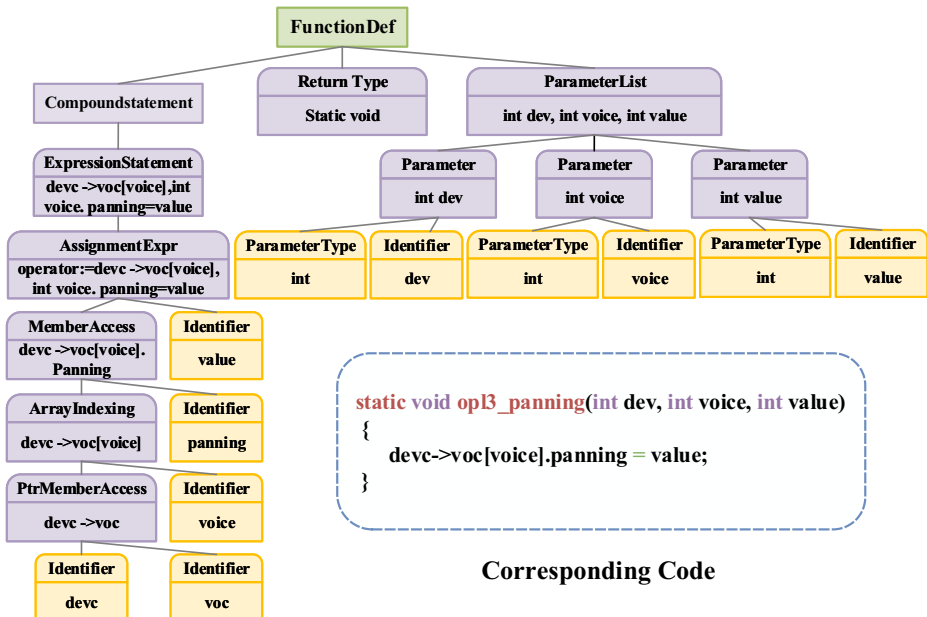 FunctionDef
Compoundstatement
Return Type
Static void
ParameterList
int dev, int voice, int value
ExpressionStatement
devc ->voc[voice],int
voice. panning=value
Parameter
int dev
Parameter
int voice
Parameter
int value
AssignmentExpr
operator:=devc ->voc[voice],
int voice. panning=value
ParameterType
int
Identifier
dev
ParameterType
int
Identifier
voice
ParameterType
int
Identifier
value
MemberAccess
devc ->voc[voice].
Panning
Identifier
value
ArrayIndexing
devc ->voc[voice]
Identifier
panning
PtrMemberAccess
devc ->voc
Identifier
voice
Identifier
devc
Identifier
voc
static void opl3_panning(int dev, int voice, int value)
{
devc->voc[voice].panning = value;
}
Corresponding Code